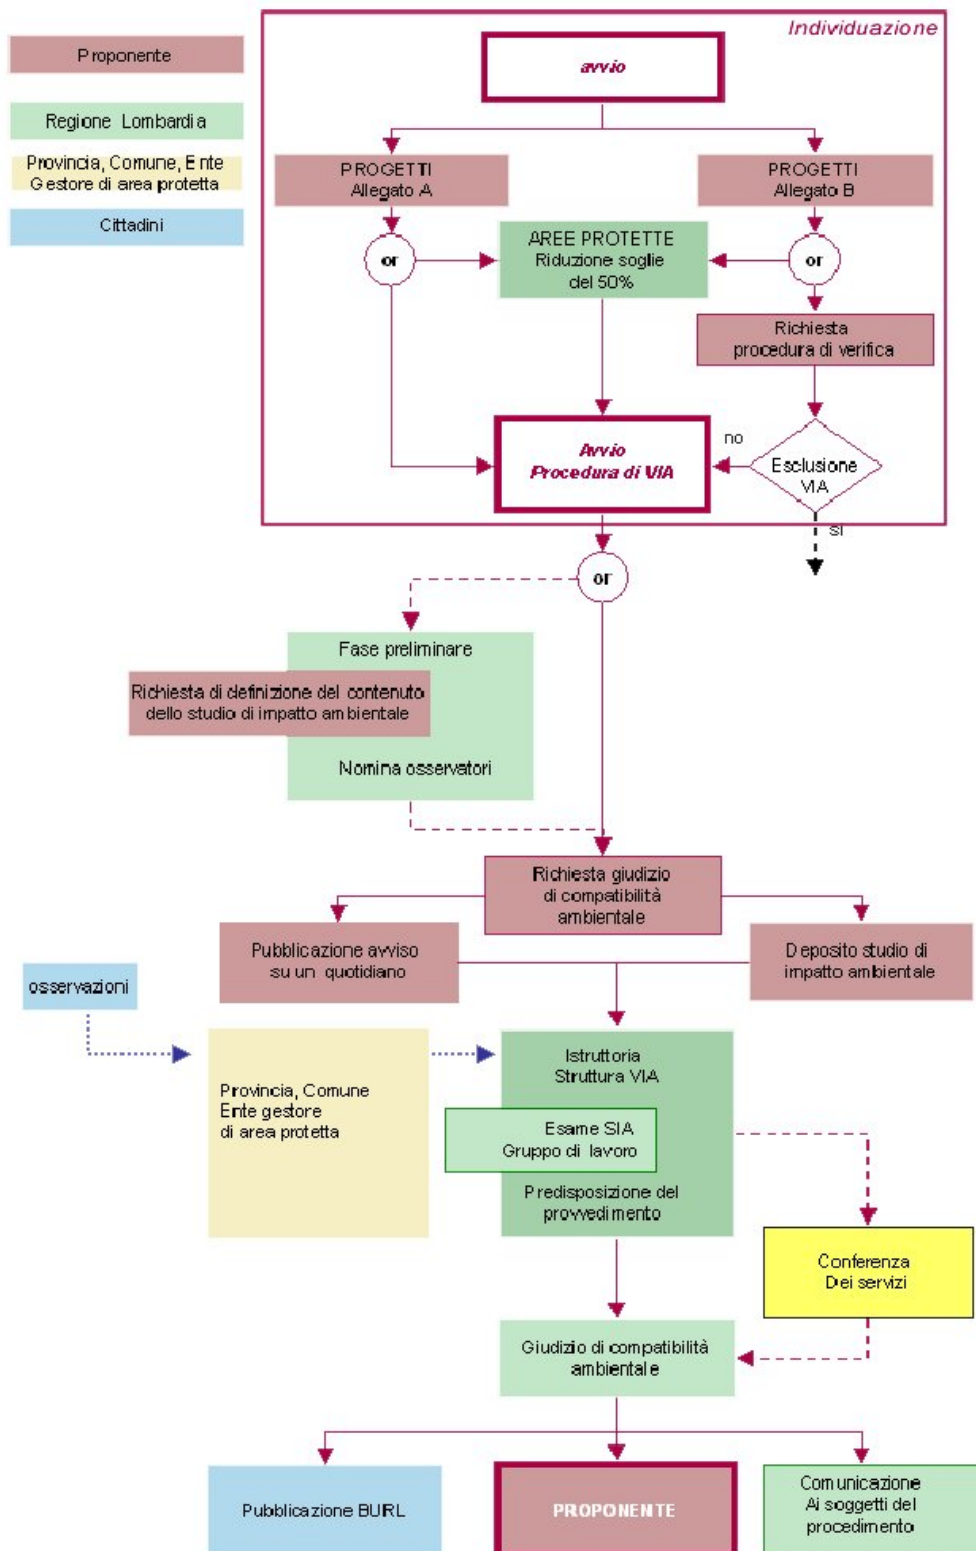 Individuazione
Proponente
Regione Lombardia
Provincia, Comune, Ente
Gestore di area protetta
Cittadini
avvio
PROGETTI
Allegato A
PROGETTI
Allegato B
or
AREE PROTETTE
Riduzione soglie
del 50%
or
Richiesta
procedura di verifica
Avvio
Procedura di VIA
no
Esclusione
VIA
si
or
Fase preliminare
Richiesta di definizione del contenuto
dello studio di impatto ambientale
Nomina osservatori
Richiesta giudizio
di compatibilità
ambientale
Pubblicazione avviso
su un quotidiano
Deposito studio di
impatto ambientale
osservazioni
Provincia, Comune
Ente gestore
di area protetta
Istruttoria
Struttura VIA
Esame SIA
Gruppo di lavoro
Predisposizione del
provvedimento
Conferenza
Dei servizi
Giudizio di compatibilità
ambientale
Pubblicazione BURL
PROPONENTE
Comunicazione
Ai soggetti del
procedimento